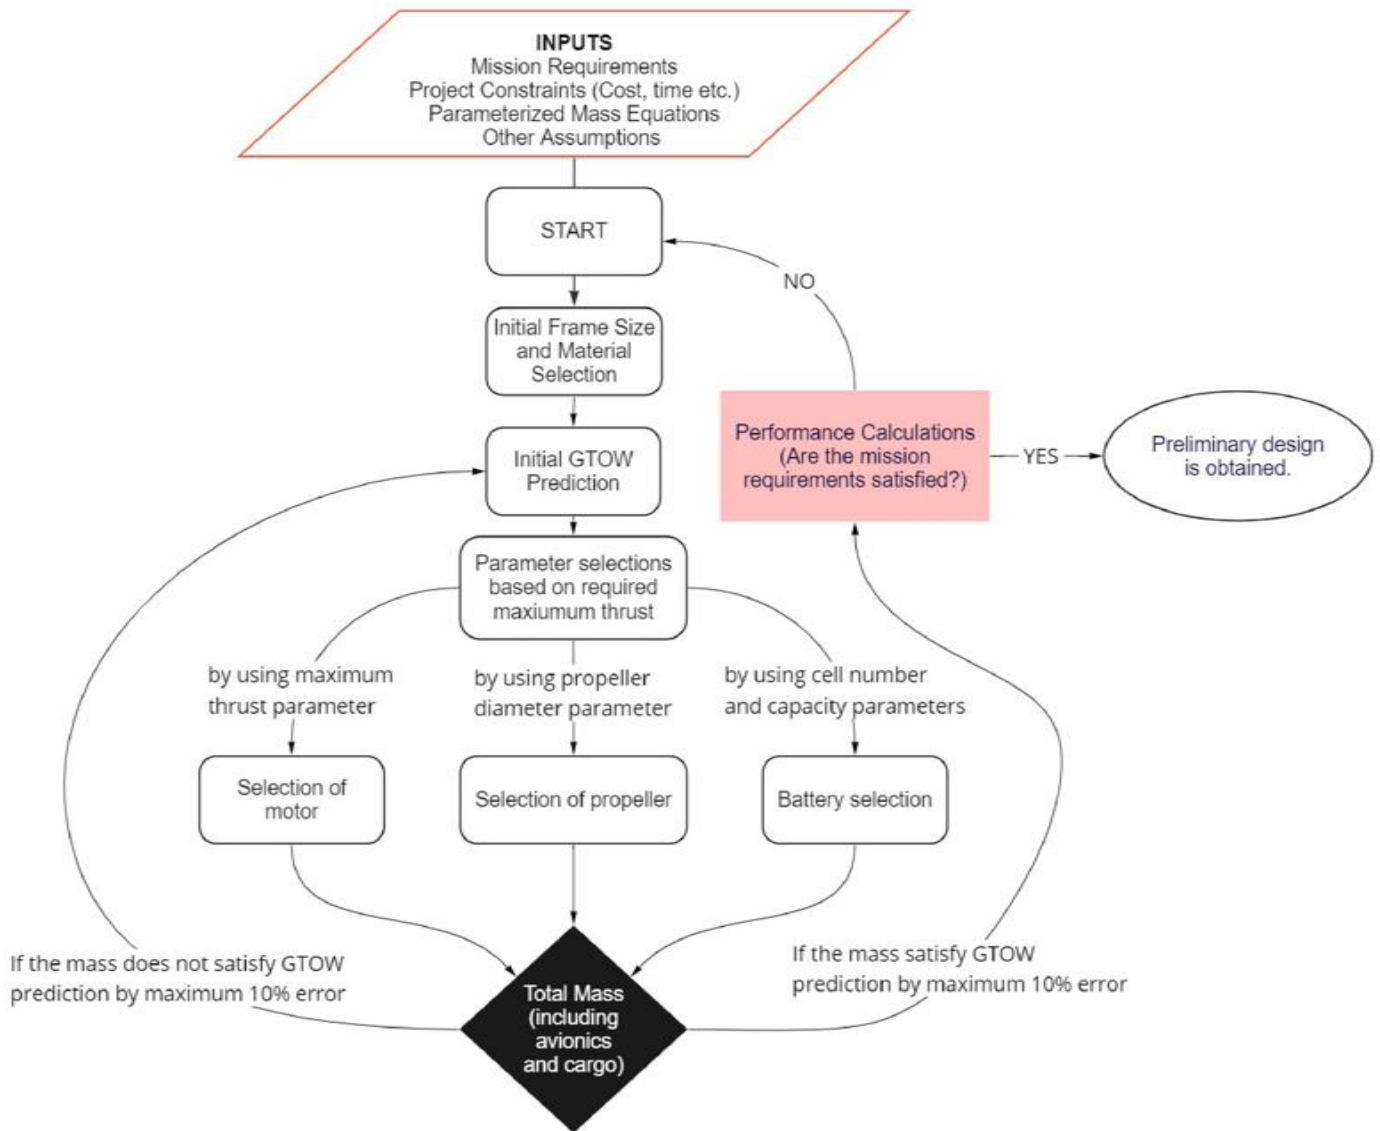 INPUTS
Mission Requirements
Project Constraints (Cost, time etc.)
Parameterized Mass Equations
Other Assumptions
START
NO
Initial Frame Size
and Material
Selection
Performance Calculations
(Are the mission
requirements satisfied?)
YES
Preliminary design
is obtained.
Initial GTOW
Prediction
Parameter selections
based on required
maxiumum thrust
by using maximum
thrust parameter
by using propeller
diameter parameter
by using cell number
and capacity parameters
Selection of
motor
Selection of propeller
Battery selection
If the mass does not satisfy GTOW
prediction by maximum 10% error
If the mass satisfy GTOW
prediction by maximum 10% error
Total Mass
(including
avionics
and cargo)